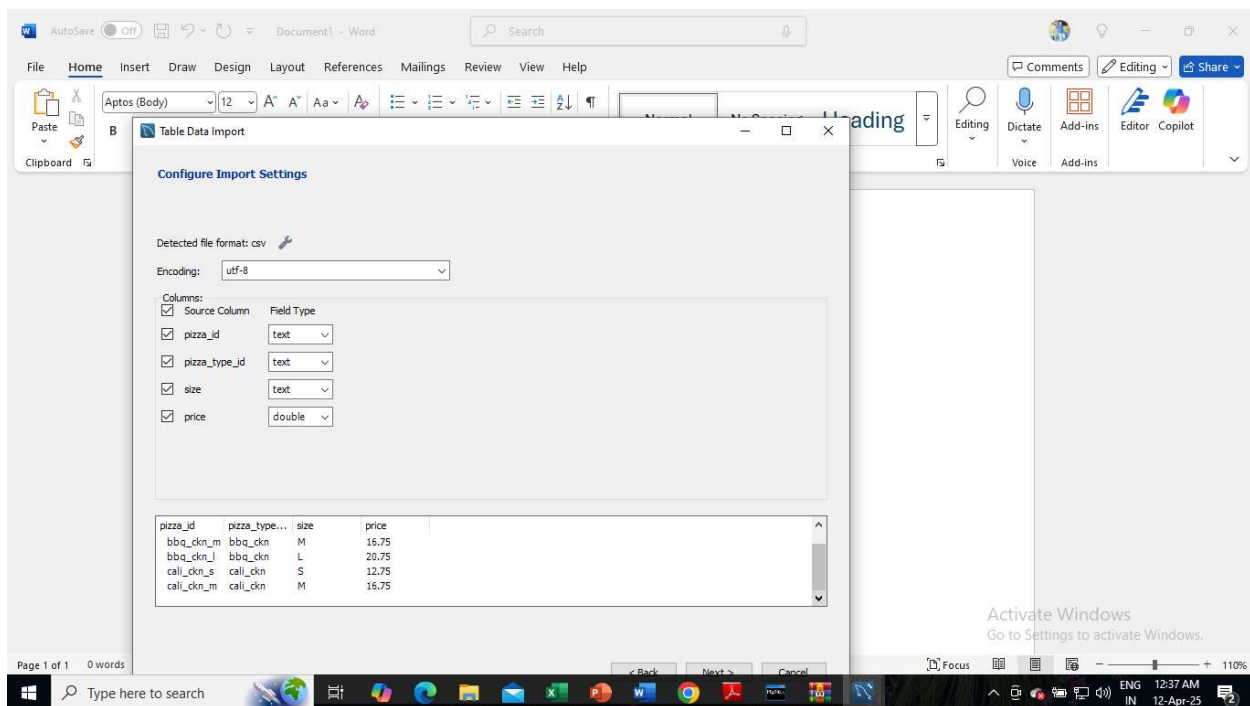 AutoSave Off Document1 - Word Search
File Home Insert Draw Design Layout References Mailings Review View Help Comments Editing Share
Aptos (Body) 12 A^ Aˇ Aa
Paste B
Clipboard
ading
Editing Dictate Add-ins Editor Copilot
Voice Add-ins
Table Data Import
Configure Import Settings
Detected file format: csv
Encoding: utf-8
Columns:
Source Column Field Type
pizza_id text
pizza_type_id text
size text
price double
pizza_id pizza_type... size price
bbq_ckn_m bbq_ckn M 16.75
bbq_ckn_l bbq_ckn L 20.75
cali_ckn_s cali_ckn S 12.75
cali_ckn_m cali_ckn M 16.75
< Back Next > Cancel
Activate Windows
Go to Settings to activate Windows.
Page 1 of 1 0 words Focus 110%
Type here to search ENG 12:37 AM
IN 12-Apr-25 2